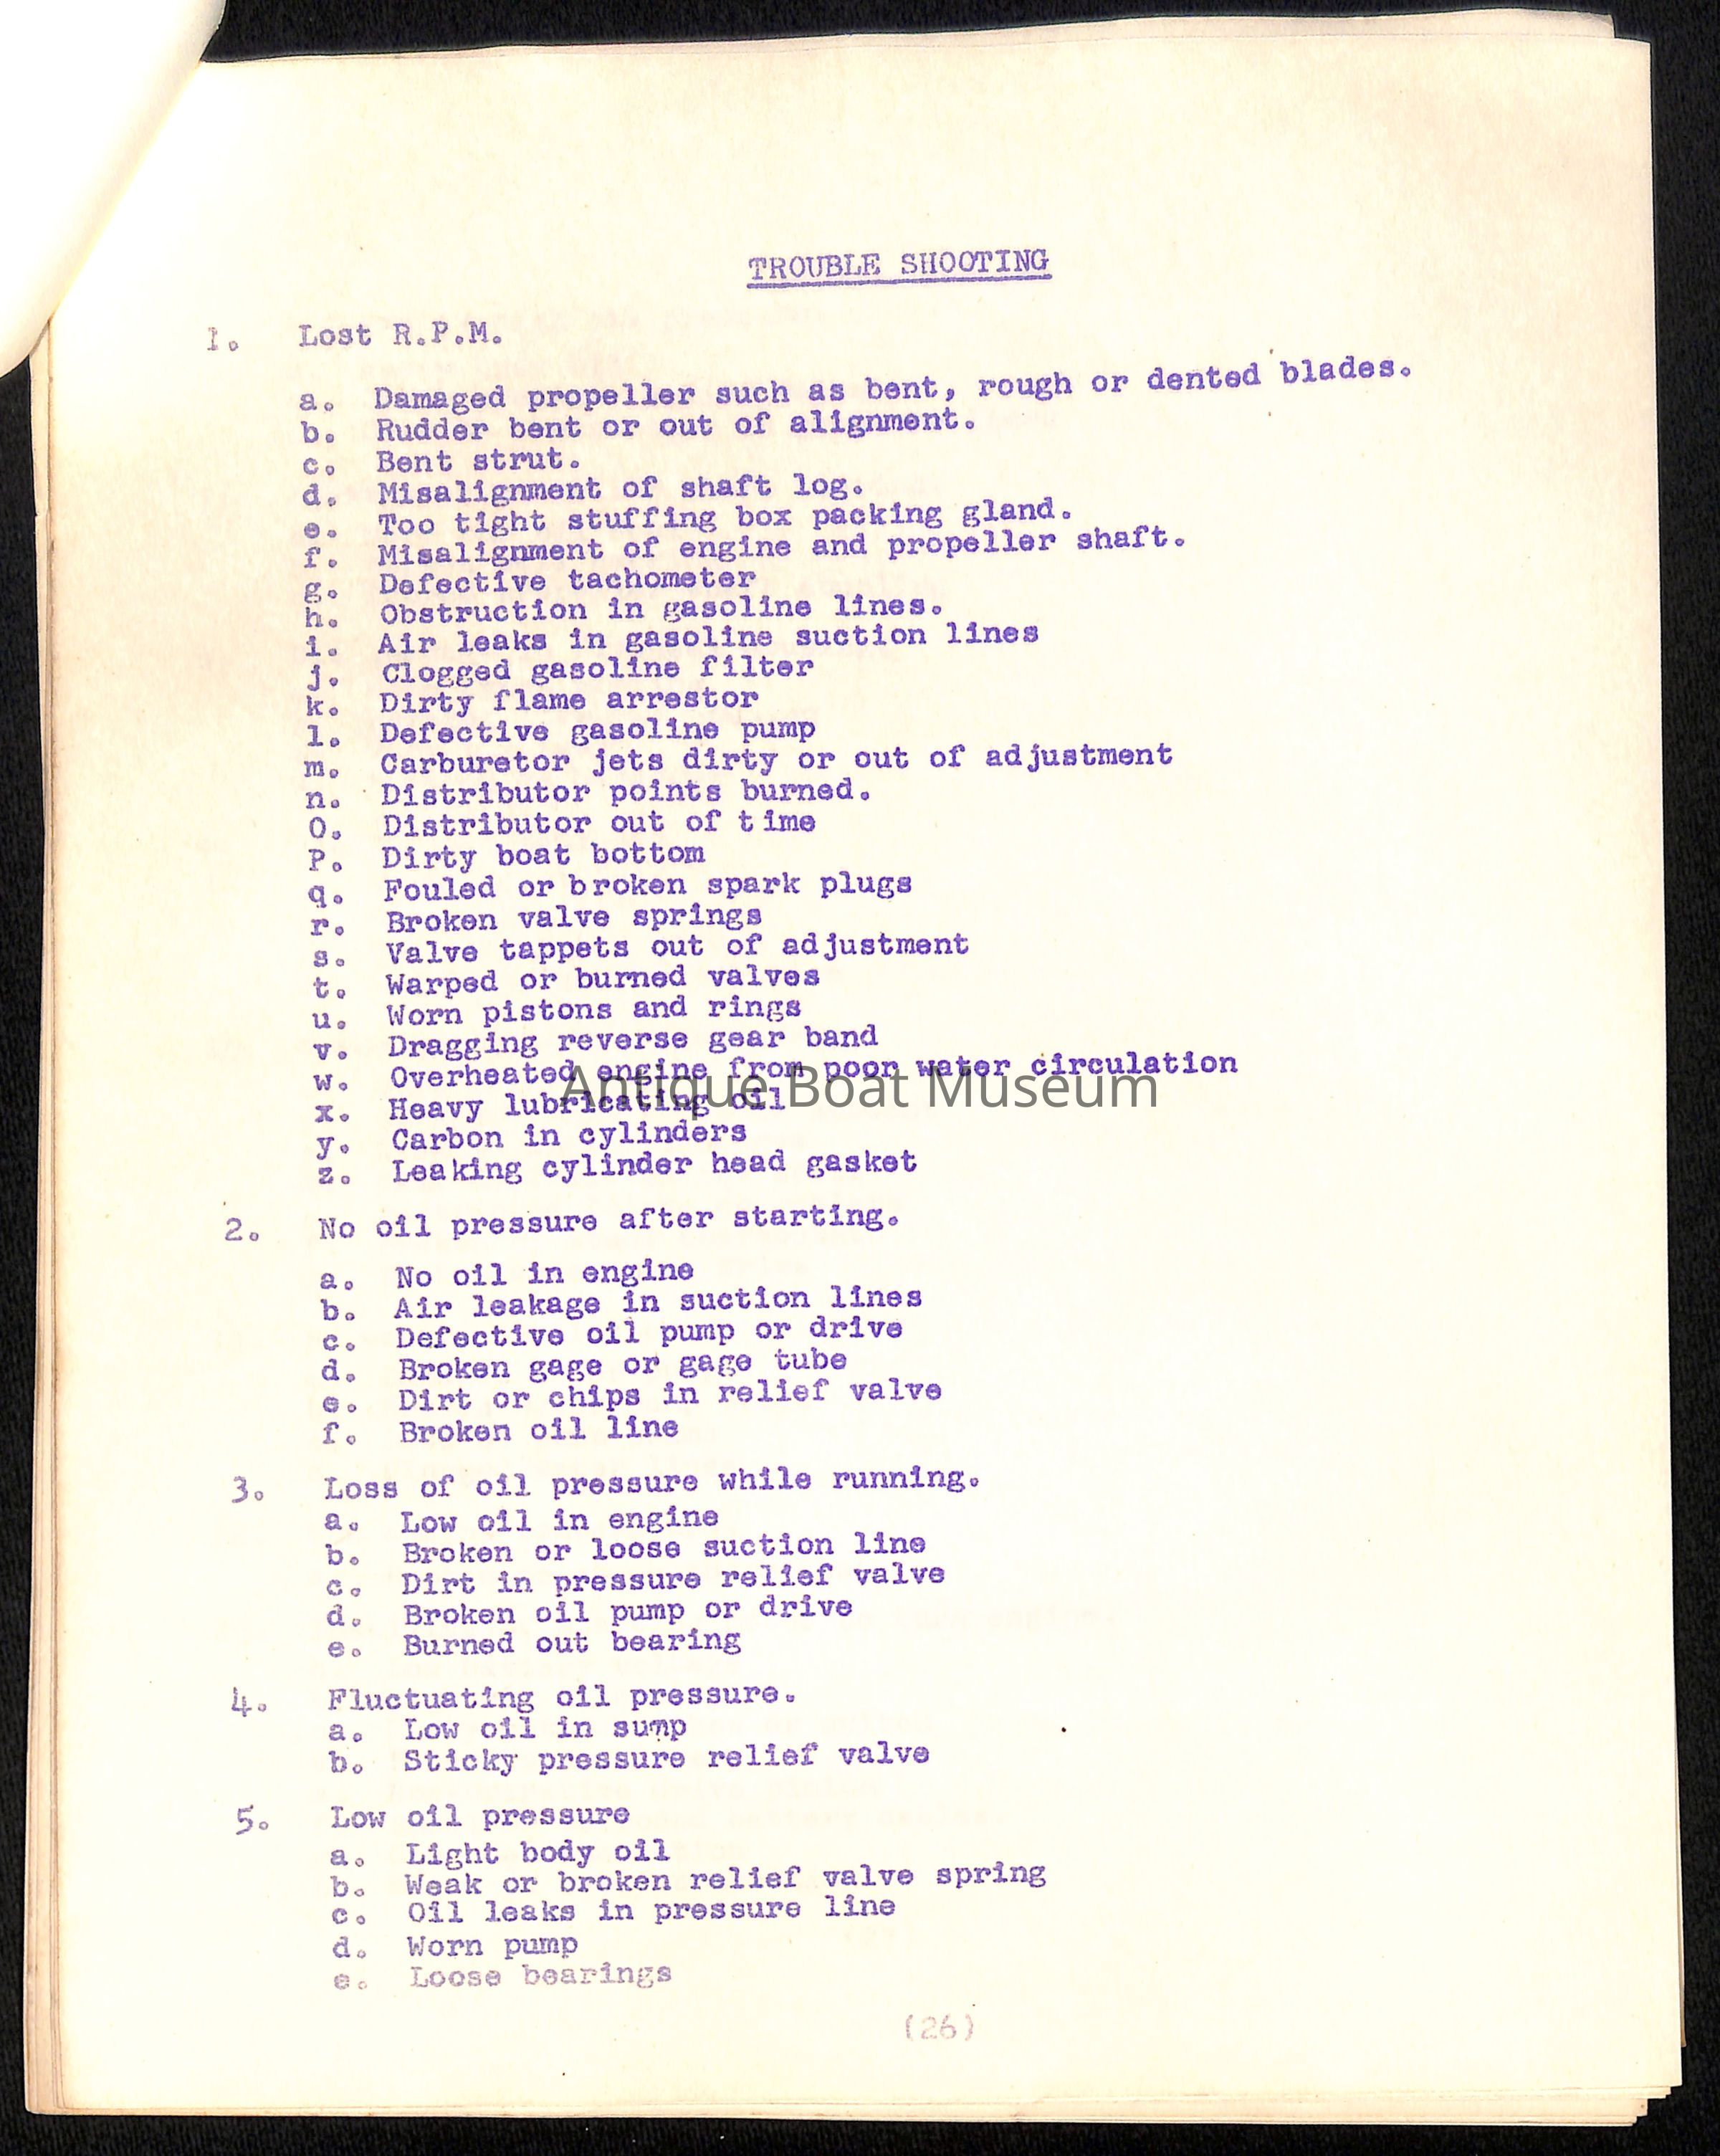 TROUBLE SHOOTING
1. Lost R.P.M.
a. Damaged propeller such as bent, rough or dented blades.
b. Rudder bent or out of alignment.
c. Bent strut.
d. Misalignment of shaft log.
e. Too tight stuffing box packing gland.
f. Misalignment of engine and propeller shaft.
g. Defective tachometer
h. Obstruction in gasoline lines.
i. Air leaks in gasoline suction lines
j. Clogged gasoline filter
k. Dirty flame arrestor
l. Defective gasoline pump
m. Carburetor jets dirty or out of adjustment
n. Distributor points burned.
O. Distributor out of time
P. Dirty boat bottom
q. Fouled or broken spark plugs
r. Broken valve springs
s. Valve tappets out of adjustment
t. Warped or burned valves
u. Worn pistons and rings
v. Dragging reverse gear band
w. Overheated engine from poor water circulation
Antique Boat Museum
x. Heavy lubricating oil
y. Carbon in cylinders
z. Leaking cylinder head gasket
2. No oil pressure after starting.
a. No oil in engine
b. Air leakage in suction lines
c. Defective oil pump or drive
d. Broken gage or gage tube
e. Dirt or chips in relief valve
f. Broken oil line
3. Loss of oil pressure while running.
a. Low oil in engine
b. Broken or loose suction line
c. Dirt in pressure relief valve
d. Broken oil pump or drive
e. Burned out bearing
4. Fluctuating oil pressure.
a. Low oil in sump
b. Sticky pressure relief valve
5. Low oil pressure
a. Light body oil
b. Weak or broken relief valve spring
c. Oil leaks in pressure line
d. Worn pump
e. Loose bearings
(26)